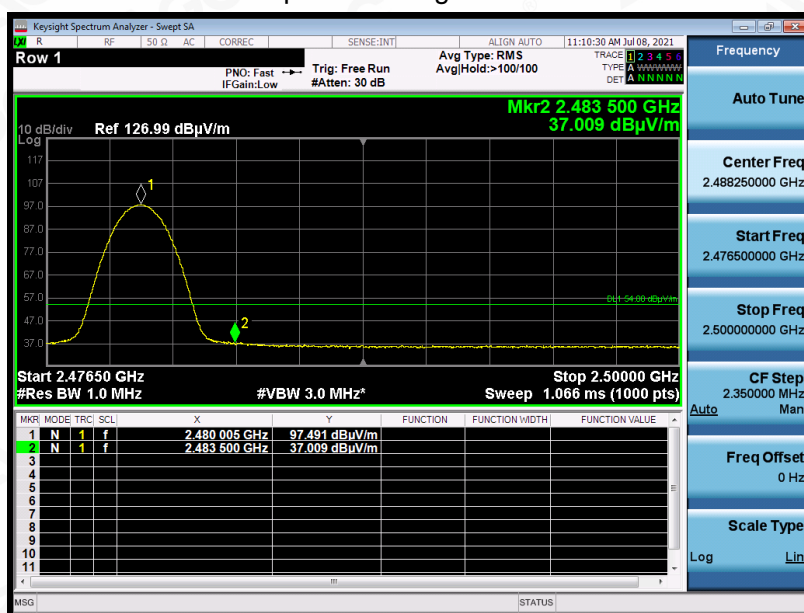 Keysight Spectrum Analyzer - Swept SA
LXI R RF 50 Ω AC CORREC SENSE:INT ALIGN AUTO 11:10:30 AM Jul 08, 2021
Row 1
PNO: Fast
IFGain:Low
Trig: Free Run
#Atten: 30 dB
Avg Type: RMS
Avg|Hold:>100/100
TRACE 1 2 3 4 5 6
TYPE A WWWWW
DET A N N N N N
Mkr2 2.483 500 GHz
37.009 dBµV/m
10 dB/div Ref 126.99 dBµV/m
Log
117
107
97.0
87.0
77.0
67.0
57.0
47.0
37.0
1
2
DL1 54.00 dBµV/m
Start 2.47650 GHz Stop 2.50000 GHz
#Res BW 1.0 MHz #VBW 3.0 MHz* Sweep 1.066 ms (1000 pts)
MKR MODE TRC SCL X Y FUNCTION FUNCTION WIDTH FUNCTION VALUE
1 N 1 f 2.480 005 GHz 97.491 dBµV/m
2 N 1 f 2.483 500 GHz 37.009 dBµV/m
3
4
5
6
7
8
9
10
11
MSG STATUS
Frequency
Auto Tune
Center Freq
2.488250000 GHz
Start Freq
2.476500000 GHz
Stop Freq
2.500000000 GHz
CF Step
2.350000 MHz
Auto Man
Freq Offset
0 Hz
Scale Type
Log Lin